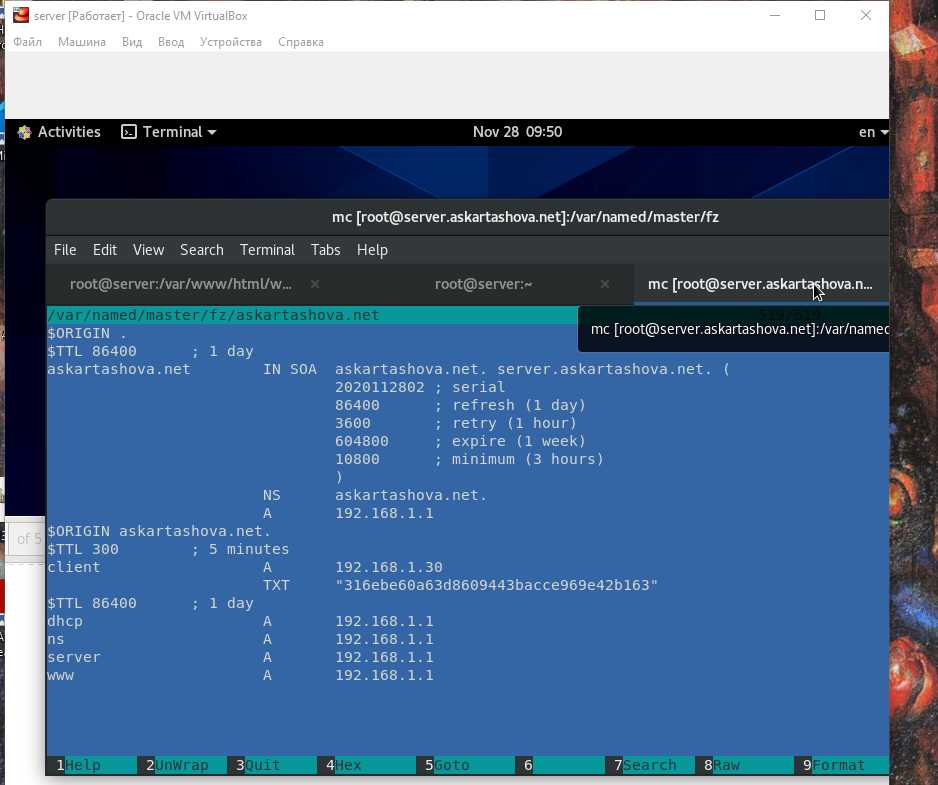 server [Работает] - Oracle VM VirtualBox
Файл Машина Вид Ввод Устройства Справка
Activities Terminal Nov 28 09:50 en
mc [root@server.askartashova.net]:/var/named/master/fz
File Edit View Search Terminal Tabs Help
root@server:/var/www/html/w... × root@server:~ × mc [root@server.askartashova.n...
/var/named/master/fz/askartashova.net 519/519
mc [root@server.askartashova.net]:/var/named
$ORIGIN .
$TTL 86400 ; 1 day
askartashova.net IN SOA askartashova.net. server.askartashova.net. (
2020112802 ; serial
86400 ; refresh (1 day)
3600 ; retry (1 hour)
604800 ; expire (1 week)
10800 ; minimum (3 hours)
)
NS askartashova.net.
A 192.168.1.1
$ORIGIN askartashova.net.
of 5
$TTL 300 ; 5 minutes
client A 192.168.1.30
TXT "316ebe60a63d8609443bacce969e42b163"
$TTL 86400 ; 1 day
dhcp A 192.168.1.1
ns A 192.168.1.1
server A 192.168.1.1
www A 192.168.1.1
1Help 2UnWrap 3Quit 4Hex 5Goto 6 7Search 8Raw 9Format